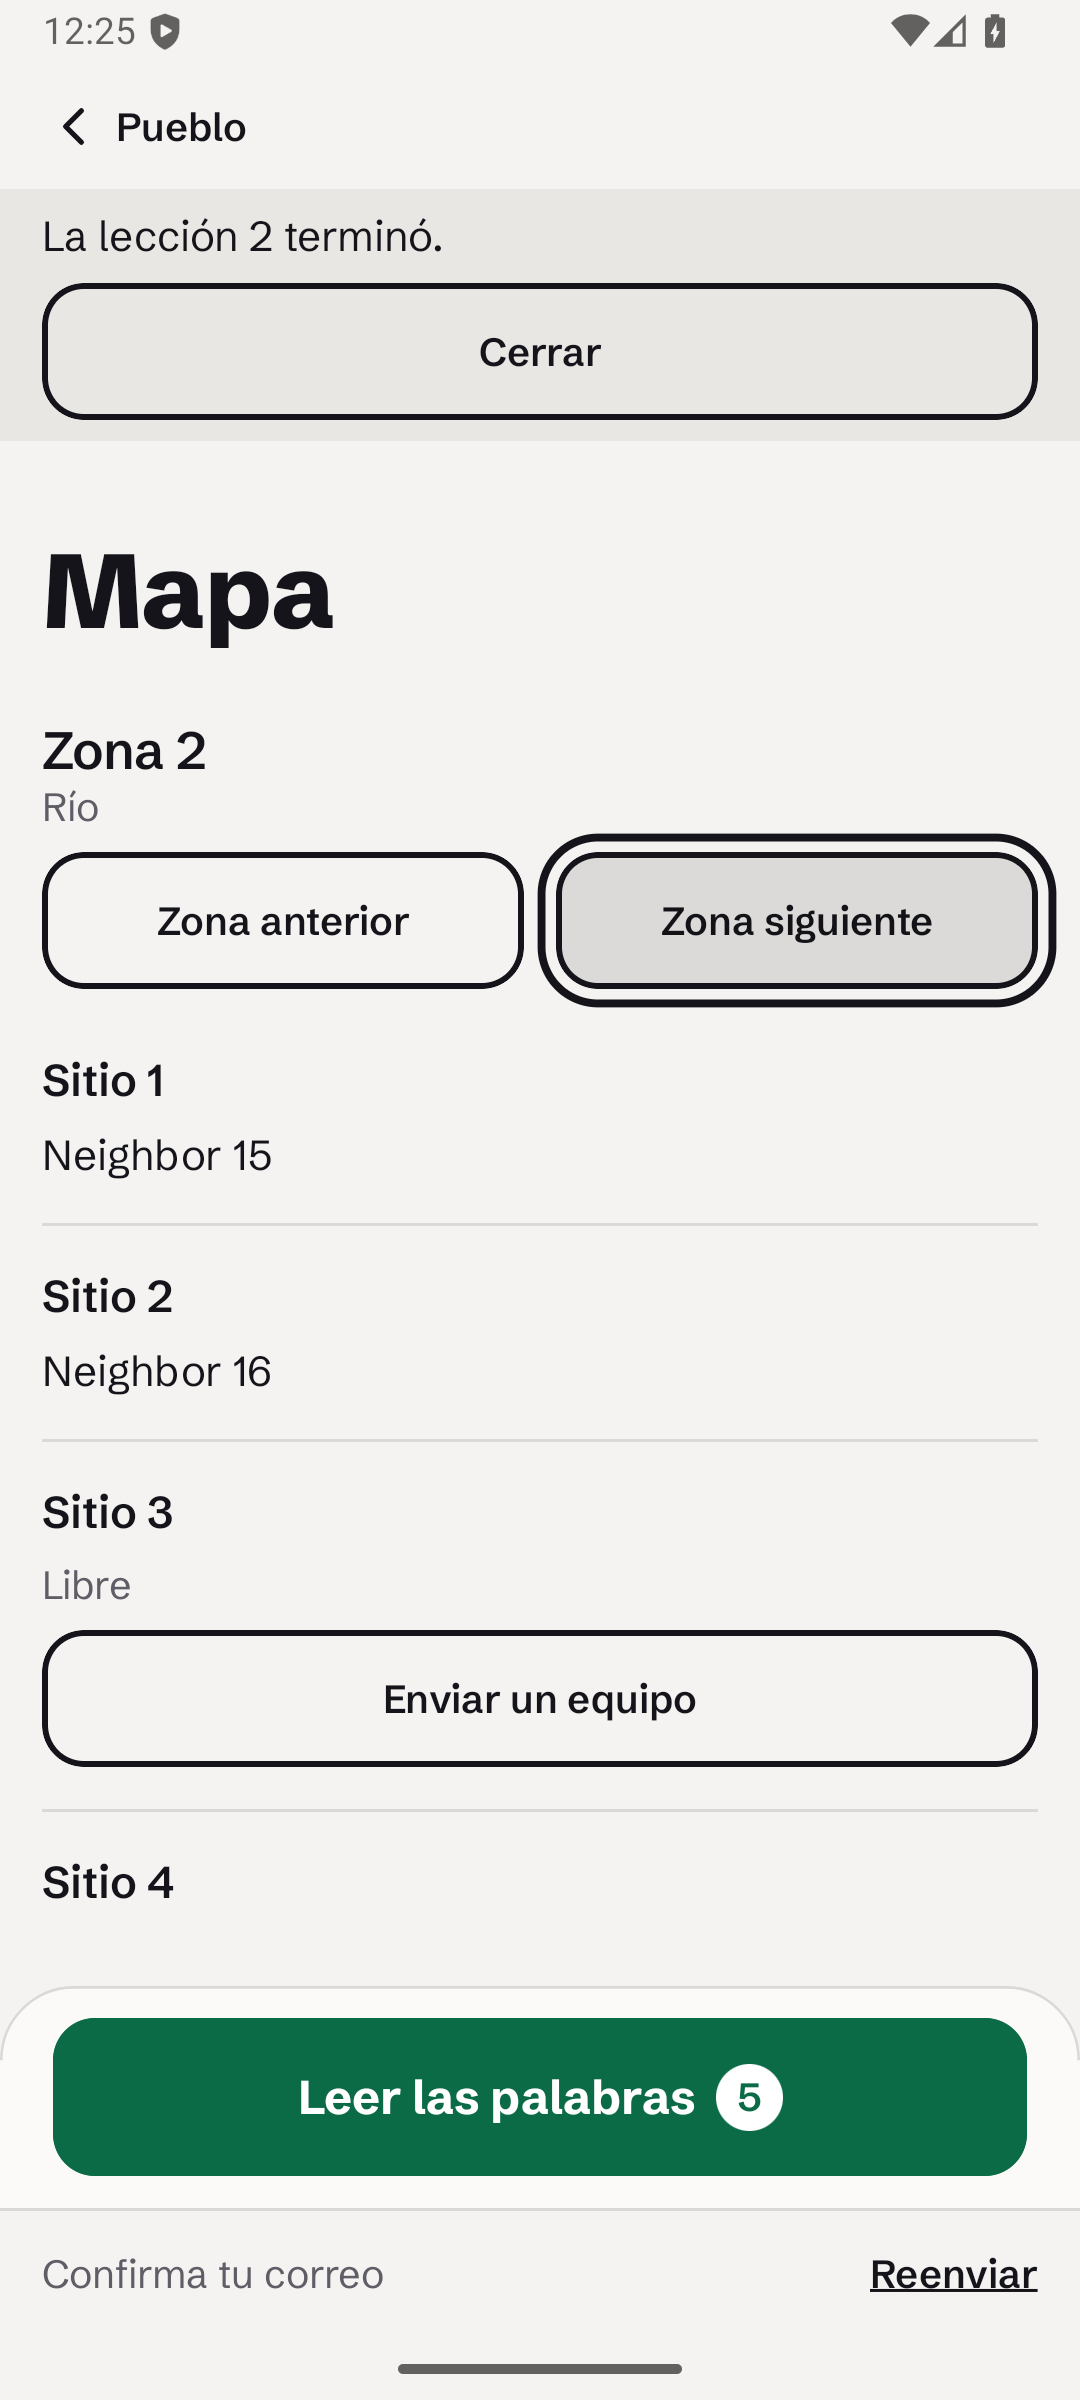 12:25
Pueblo
La lección 2 terminó.
Cerrar
Mapa
Zona 2
Río
Zona anterior
Zona siguiente
Sitio 1
Neighbor 15
Sitio 2
Neighbor 16
Sitio 3
Libre
Enviar un equipo
Sitio 4
Leer las palabras 5
Confirma tu correo
Reenviar